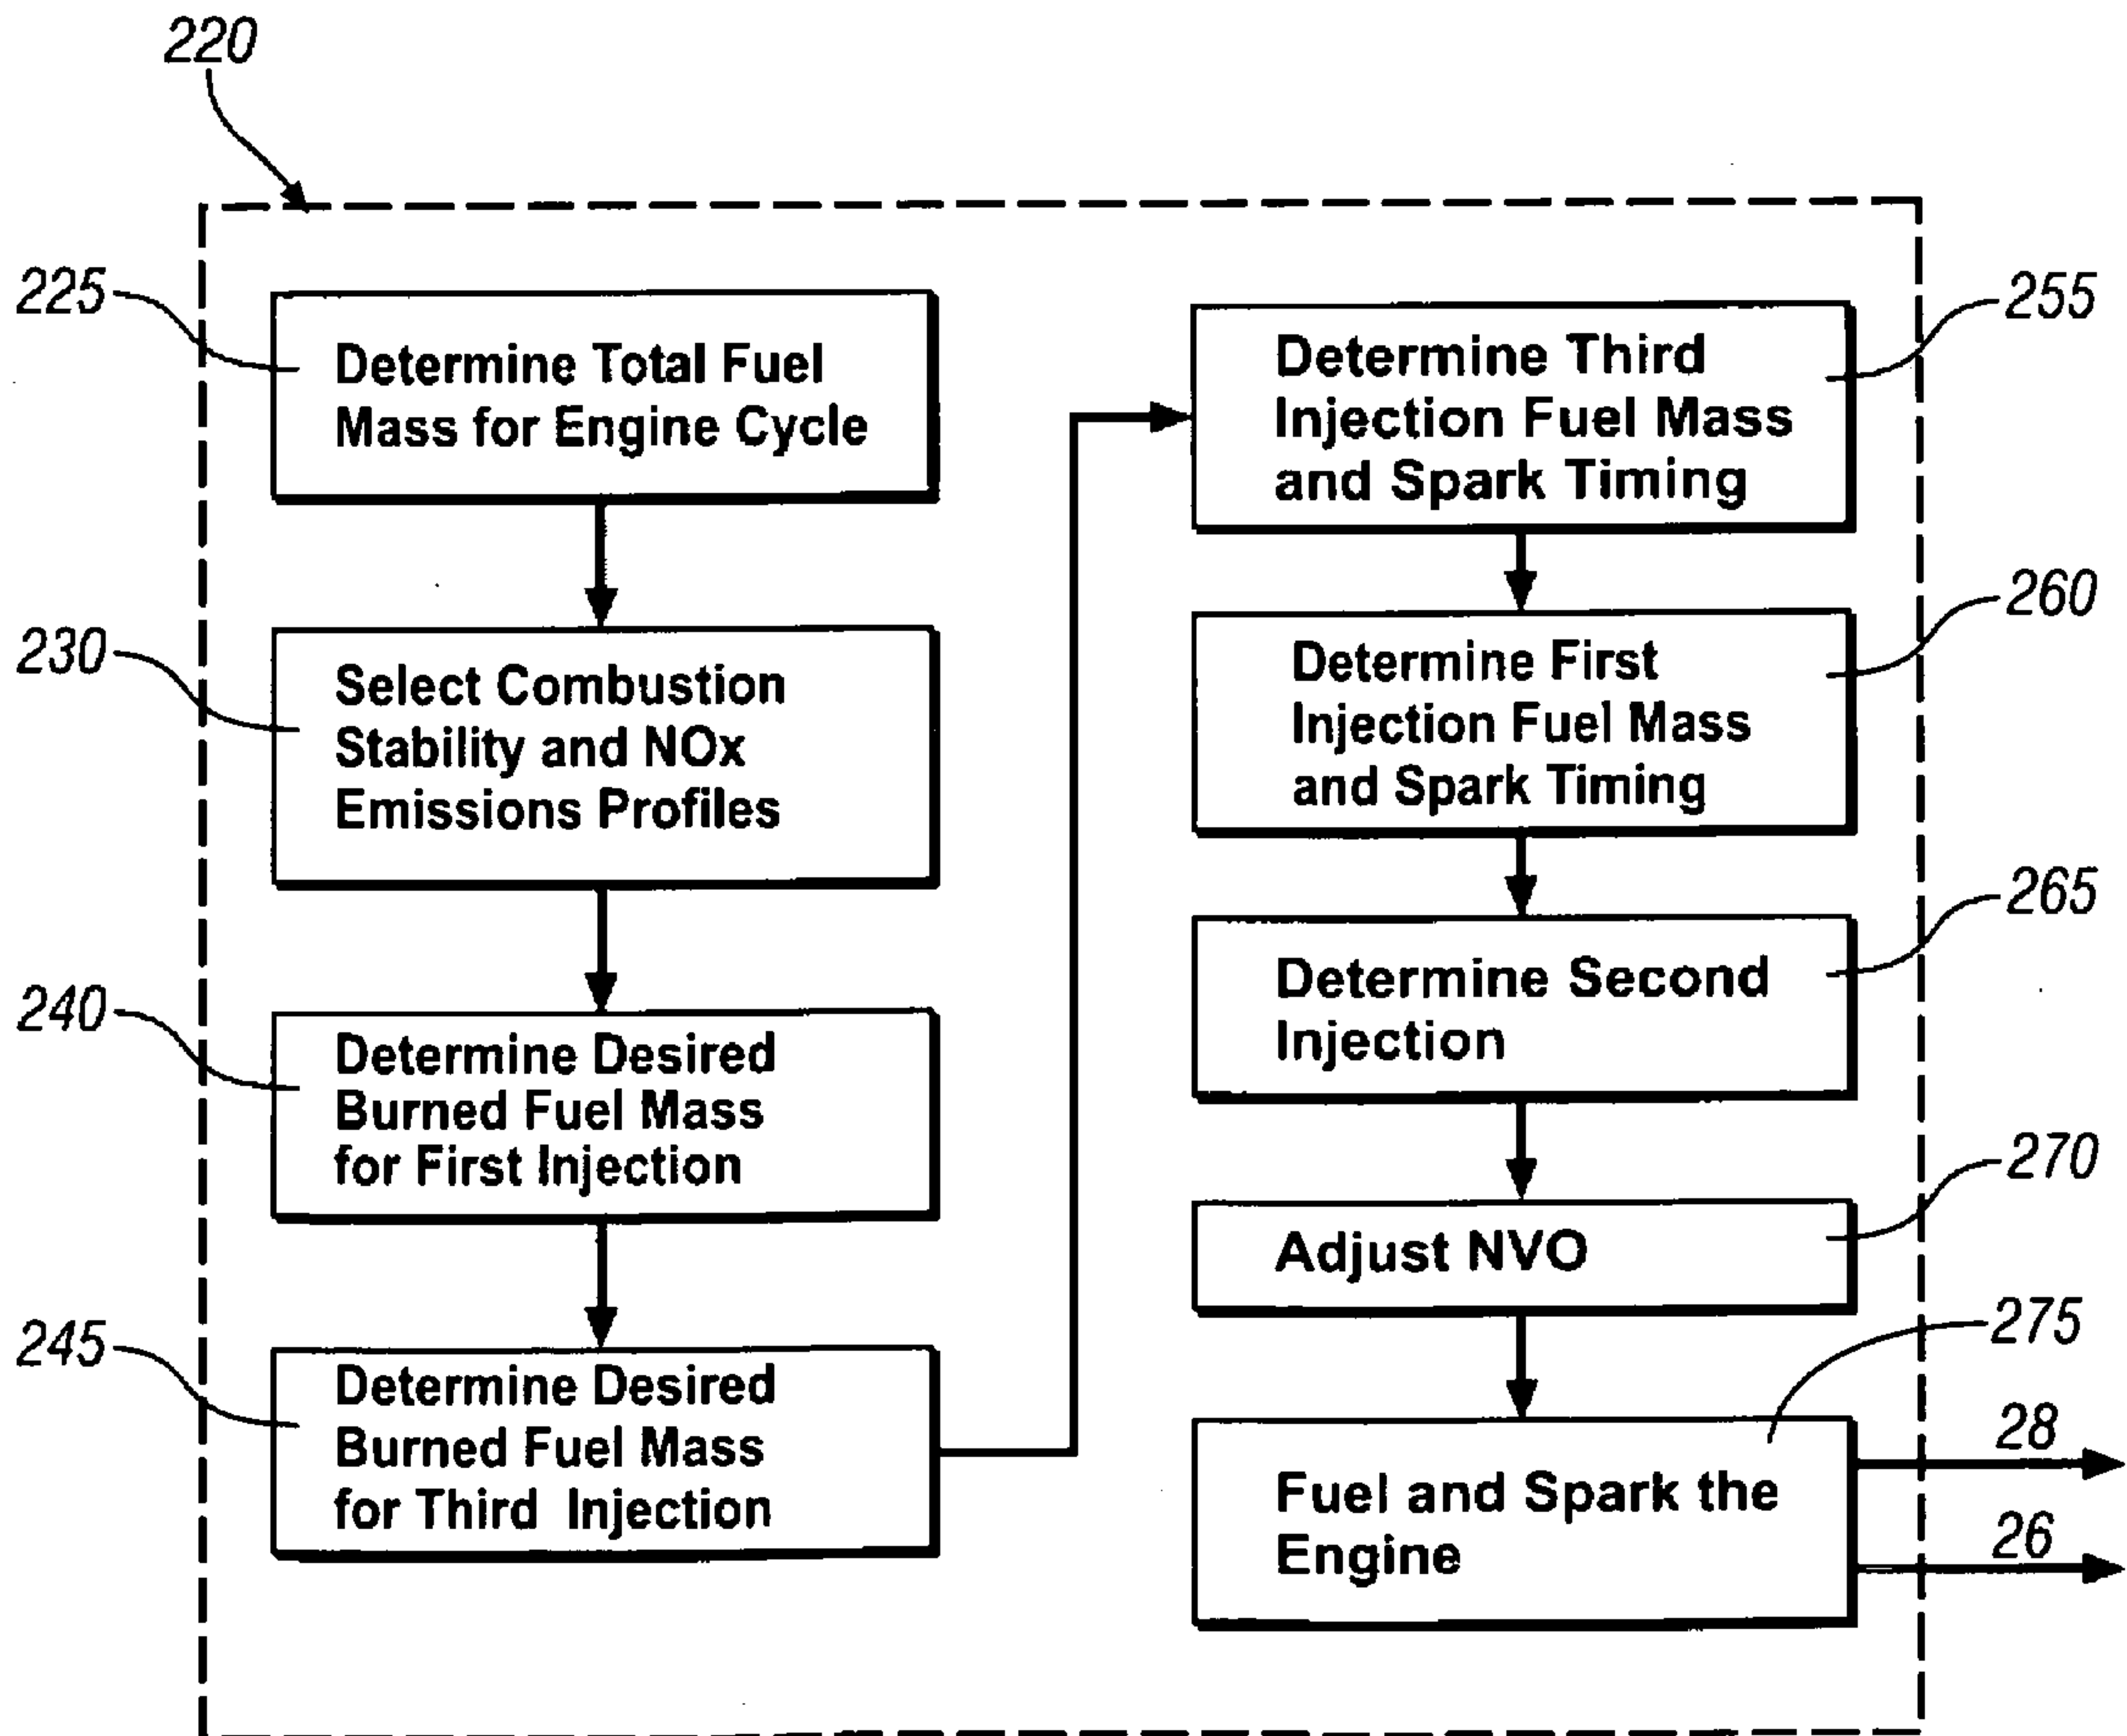 220
225
Determine Total Fuel
Mass for Engine Cycle
230
Select Combustion
Stability and NOx
Emissions Profiles
240
Determine Desired
Burned Fuel Mass
for First Injection
245
Determine Desired
Burned Fuel Mass
for Third Injection
255
Determine Third
Injection Fuel Mass
and Spark Timing
260
Determine First
Injection Fuel Mass
and Spark Timing
265
Determine Second
Injection
270
Adjust NVO
275
Fuel and Spark the
Engine
28
26